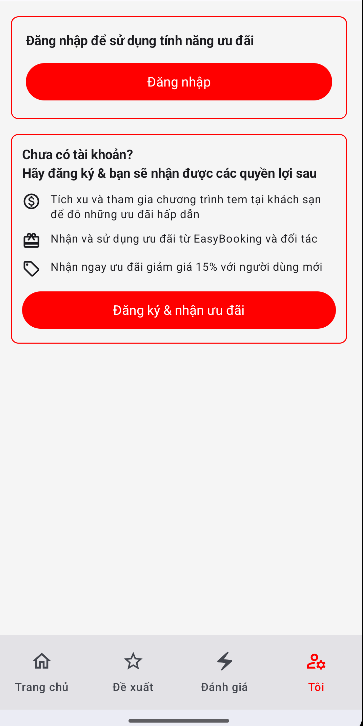 Đăng nhập để sử dụng tính năng ưu đãi
Đăng nhập
Chưa có tài khoản?
Hãy đăng ký & bạn sẽ nhận được các quyền lợi sau
Tích xu và tham gia chương trình tem tại khách sạn
để đó những ưu đãi hấp dẫn
Nhận và sử dụng ưu đãi từ EasyBooking và đối tác
Nhận ngay ưu đãi giảm giá 15% với người dùng mới
Đăng ký & nhận ưu đãi
Trang chủ
Đề xuất
Đánh giá
Tôi